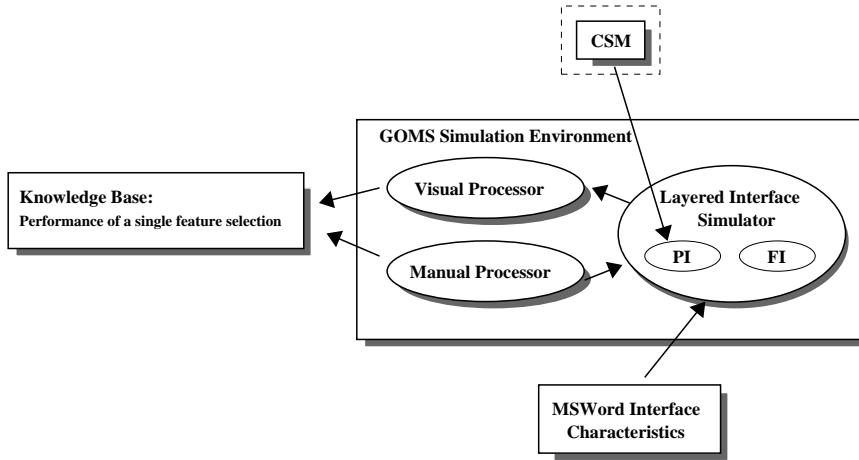 CSM
GOMS Simulation Environment
Visual Processor
Layered Interface
Simulator
Knowledge Base:
Performance of a single feature selection
PI
FI
Manual Processor
MSWord Interface
Characteristics